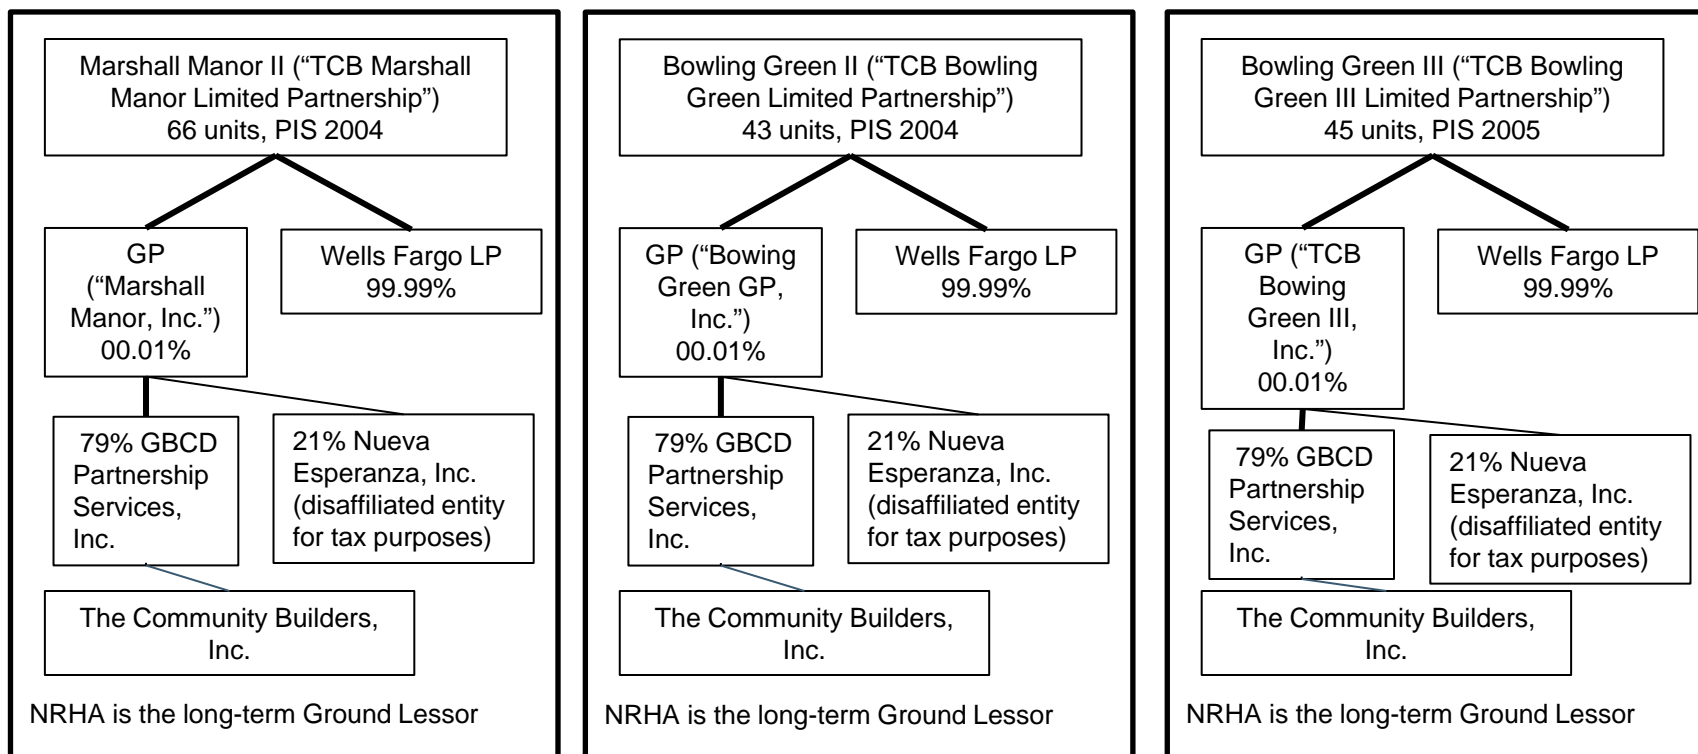 Marshall Manor II (“TCB Marshall
Manor Limited Partnership”)
66 units, PIS 2004
GP
(“Marshall
Manor, Inc.”)
00.01%
Wells Fargo LP
99.99%
79% GBCD
Partnership
Services,
Inc.
21% Nueva
Esperanza, Inc.
(disaffiliated entity
for tax purposes)
The Community Builders,
Inc.
NRHA is the long-term Ground Lessor
Bowling Green II (“TCB Bowling
Green Limited Partnership”)
43 units, PIS 2004
GP (“Bowing
Green GP,
Inc.”)
00.01%
Wells Fargo LP
99.99%
79% GBCD
Partnership
Services,
Inc.
21% Nueva
Esperanza, Inc.
(disaffiliated entity
for tax purposes)
The Community Builders,
Inc.
NRHA is the long-term Ground Lessor
Bowling Green III (“TCB Bowling
Green III Limited Partnership”)
45 units, PIS 2005
GP (“TCB
Bowing
Green III,
Inc.”)
00.01%
Wells Fargo LP
99.99%
79% GBCD
Partnership
Services,
Inc.
21% Nueva
Esperanza, Inc.
(disaffiliated entity
for tax purposes)
The Community Builders,
Inc.
NRHA is the long-term Ground Lessor